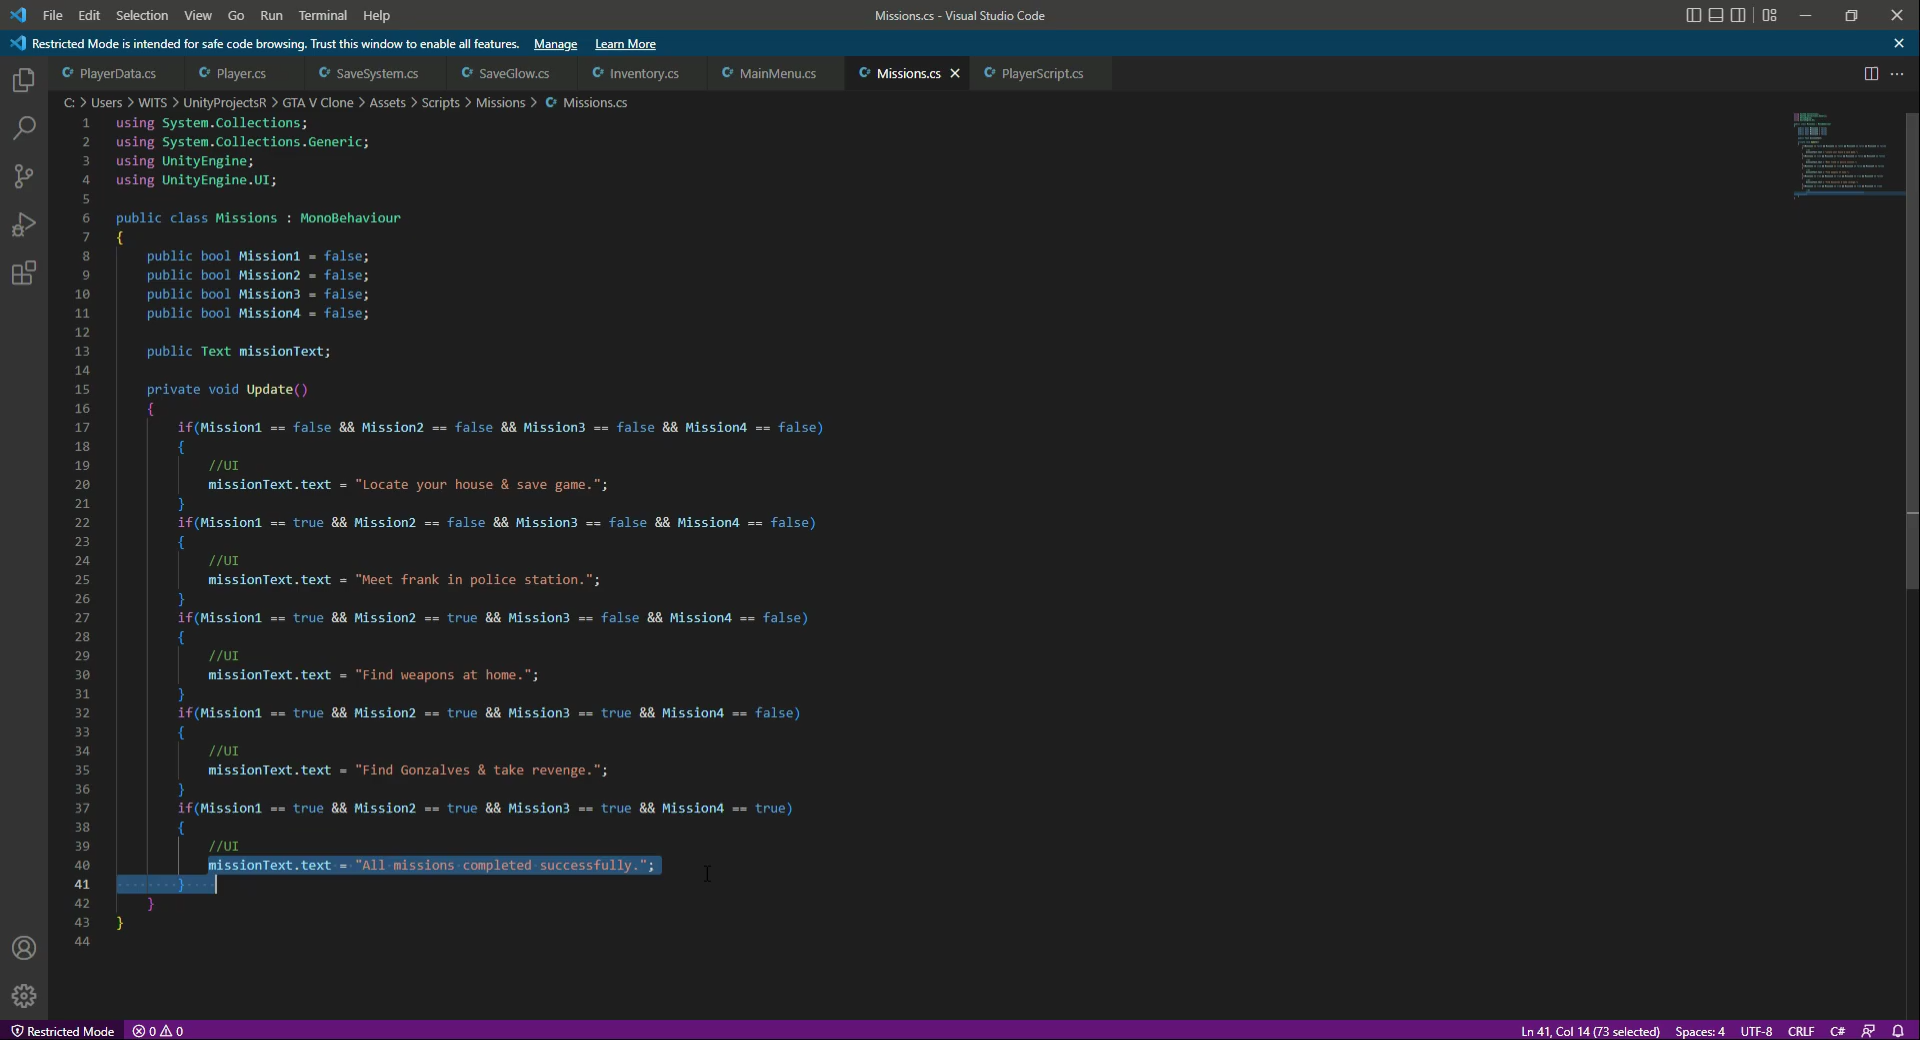 File Edit Selection View Go Run Terminal Help Missions.cs - Visual Studio Code
Restricted Mode is intended for safe code browsing. Trust this window to enable all features. Manage Learn More
PlayerData.cs Player.cs SaveSystem.cs SaveGlow.cs Inventory.cs MainMenu.cs Missions.cs PlayerScript.cs
C: > Users > WITS > UnityProjectsR > GTA V Clone > Assets > Scripts > Missions > Missions.cs
1 using System.Collections;
2 using System.Collections.Generic;
3 using UnityEngine;
4 using UnityEngine.UI;
5
6 public class Missions : MonoBehaviour
7 {
8 public bool Mission1 = false;
9 public bool Mission2 = false;
10 public bool Mission3 = false;
11 public bool Mission4 = false;
12
13 public Text missionText;
14
15 private void Update()
16 {
17 if(Mission1 == false && Mission2 == false && Mission3 == false && Mission4 == false)
18 {
19 //UI
20 missionText.text = "Locate your house & save game.";
21 }
22 if(Mission1 == true && Mission2 == false && Mission3 == false && Mission4 == false)
23 {
24 //UI
25 missionText.text = "Meet frank in police station.";
26 }
27 if(Mission1 == true && Mission2 == true && Mission3 == false && Mission4 == false)
28 {
29 //UI
30 missionText.text = "Find weapons at home.";
31 }
32 if(Mission1 == true && Mission2 == true && Mission3 == true && Mission4 == false)
33 {
34 //UI
35 missionText.text = "Find Gonzalves & take revenge.";
36 }
37 if(Mission1 == true && Mission2 == true && Mission3 == true && Mission4 == true)
38 {
39 //UI
40 missionText.text = "All missions completed successfully.";
41 }
42 }
43 }
44
Restricted Mode 0 0 Ln 41, Col 14 (73 selected) Spaces: 4 UTF-8 CRLF C#